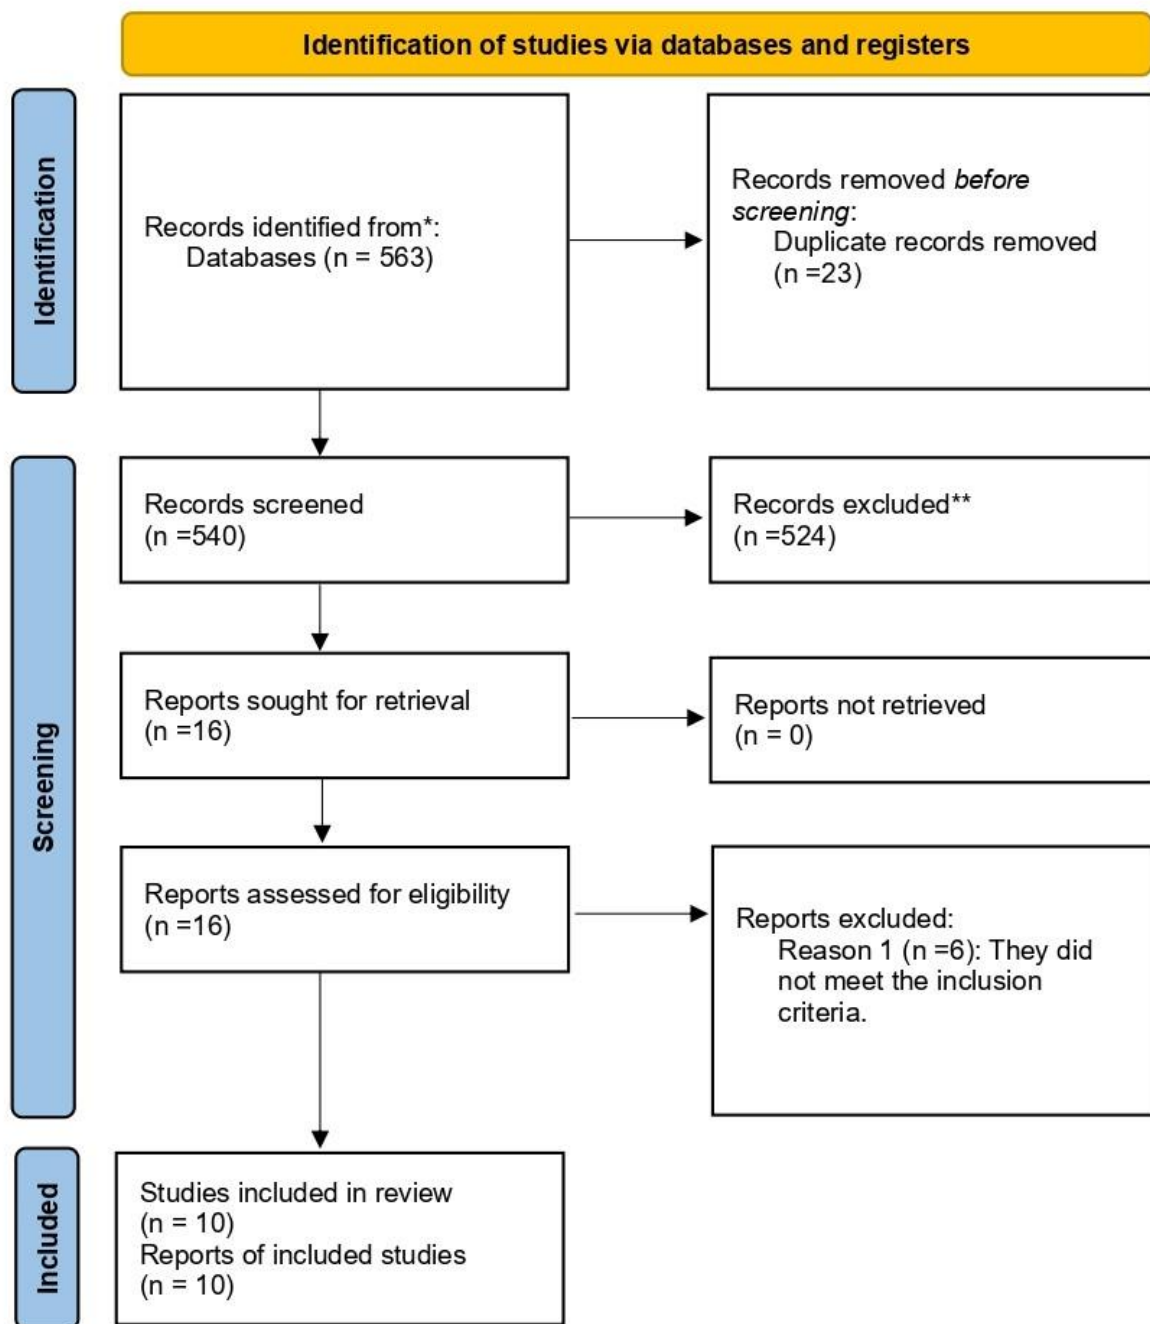 Identification of studies via databases and registers
Identification
Records identified from*:
Databases (n = 563)
Records removed before
screening:
Duplicate records removed
(n =23)
Screening
Records screened
(n =540)
Records excluded**
(n =524)
Reports sought for retrieval
(n =16)
Reports not retrieved
(n = 0)
Reports assessed for eligibility
(n =16)
Reports excluded:
Reason 1 (n =6): They did
not meet the inclusion
criteria.
Included
Studies included in review
(n = 10)
Reports of included studies
(n = 10)